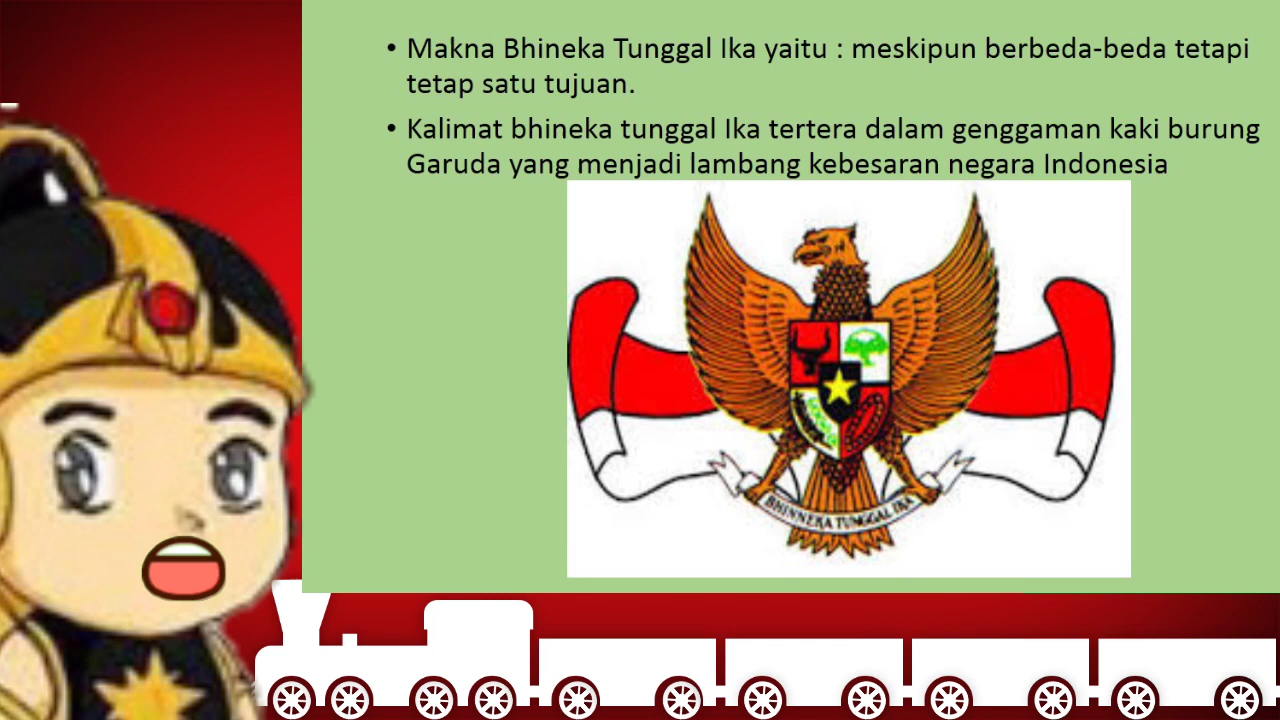 • Makna Bhineka Tunggal Ika yaitu : meskipun berbeda-beda tetapi
tetap satu tujuan.
• Kalimat bhineka tunggal Ika tertera dalam genggaman kaki burung
Garuda yang menjadi lambang kebesaran negara Indonesia
BHINNEKA TUNGGAL IKA